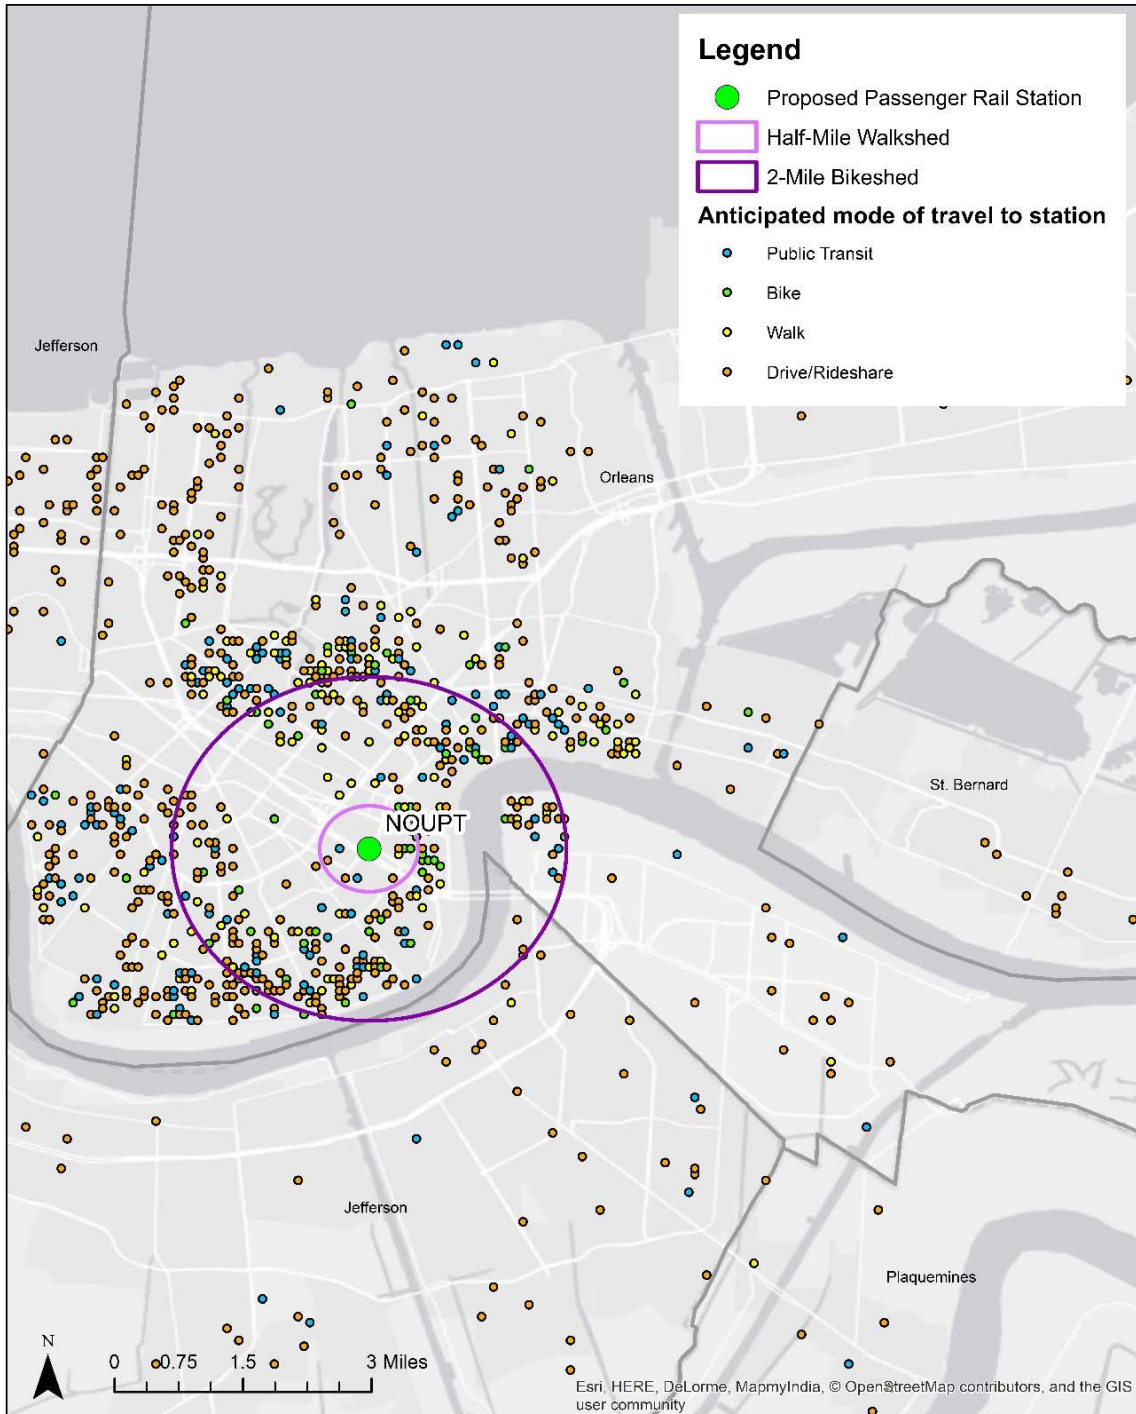 Legend
Proposed Passenger Rail Station
Half-Mile Walkshed
2-Mile Bikeshed
Anticipated mode of travel to station
Public Transit
Bike
Walk
Drive/Rideshare
Jefferson
Orleans
St. Bernard
NOUPT
Jefferson
Plaquemines
N
0 0.75 1.5 3 Miles
Esri, HERE, DeLorme, MapmyIndia, © OpenStreetMap contributors, and the GIS
user community